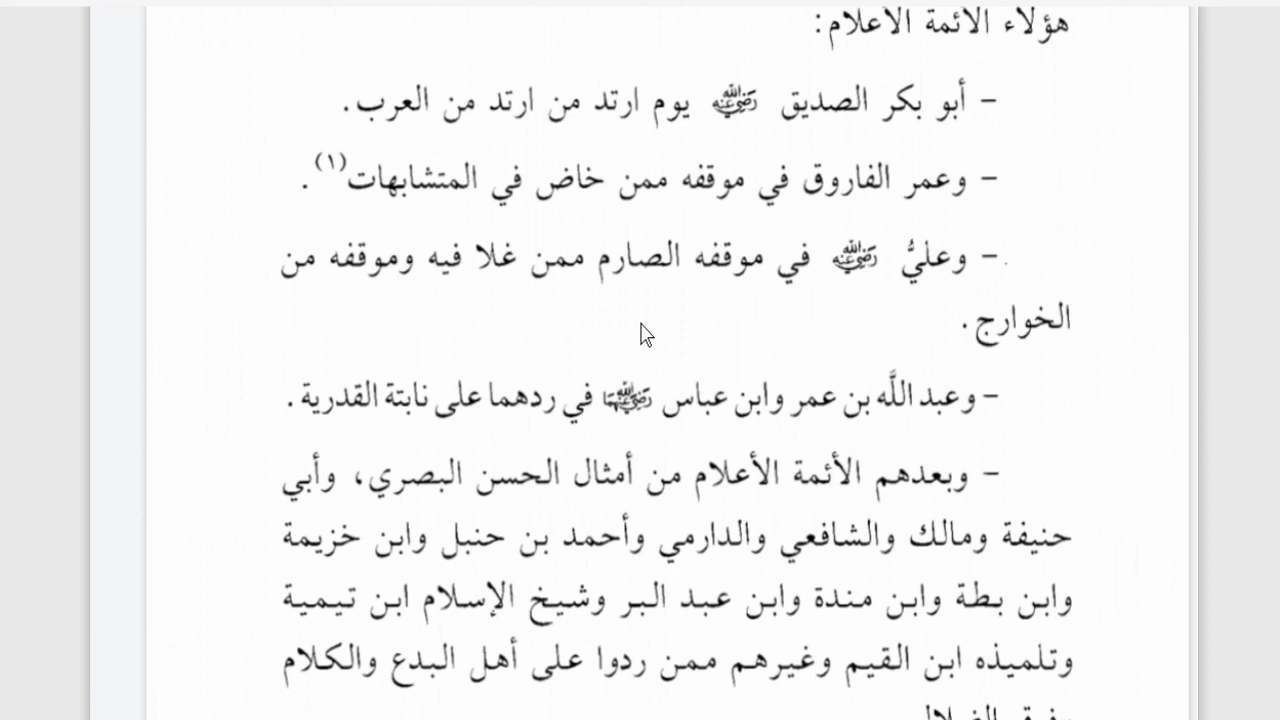 هؤلاء الأئمة الأعلام:
– أبو بكر الصديق رضي الله عنه يوم ارتد من ارتد من العرب.
– وعمر الفاروق في موقفه ممن خاض في المتشابهات(١).
– وعليُّ رضي الله عنه في موقفه الصارم ممن غلا فيه وموقفه من
الخوارج.
– وعبد اللَّه بن عمر وابن عباس رضي الله عنهما في ردهما على نابتة القدرية.
– وبعدهم الأئمة الأعلام من أمثال الحسن البصري، وأبي
حنيفة ومالك والشافعي والدارمي وأحمد بن حنبل وابن خزيمة
وابن بطة وابن مندة وابن عبد البر وشيخ الإسلام ابن تيمية
وتلميذه ابن القيم وغيرهم ممن ردوا على أهل البدع والكلام